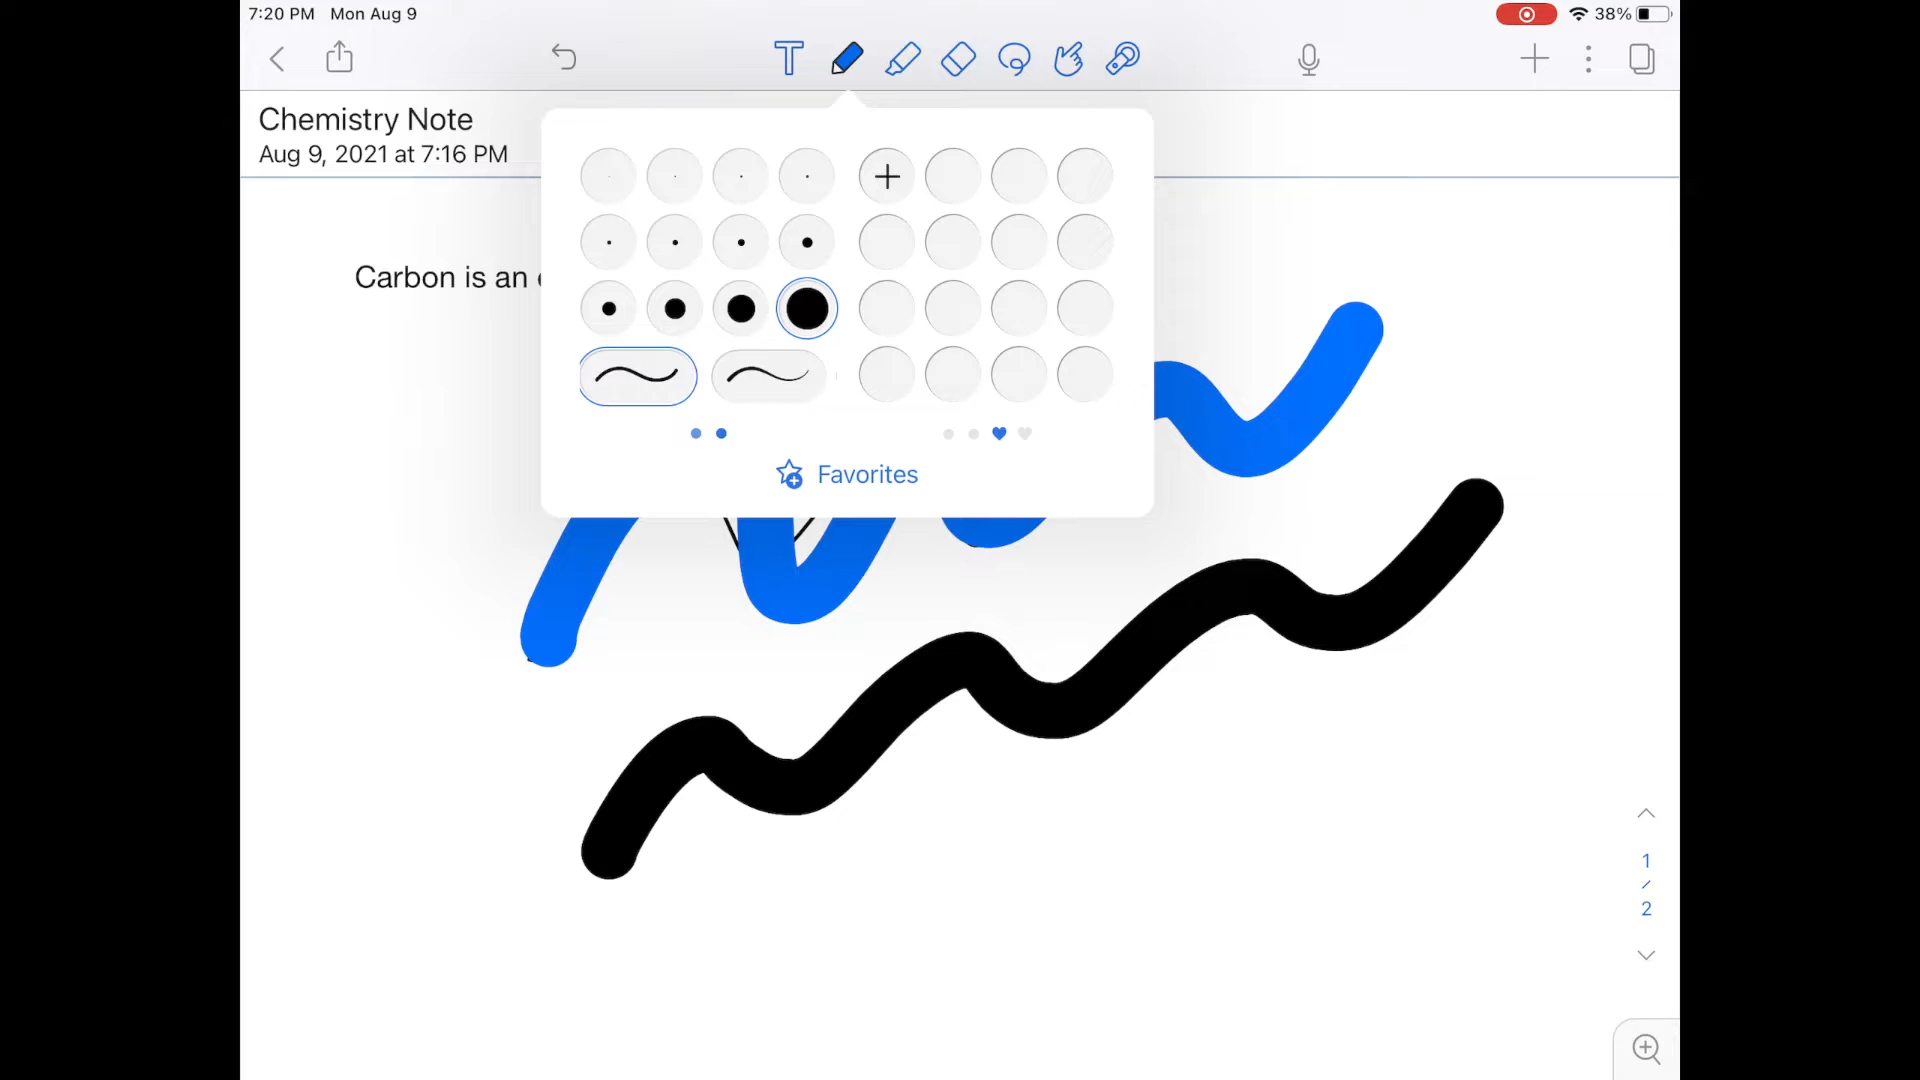 7:20 PM Mon Aug 9
38%
Chemistry Note
Aug 9, 2021 at 7:16 PM
Carbon is an
Favorites
1
/
2